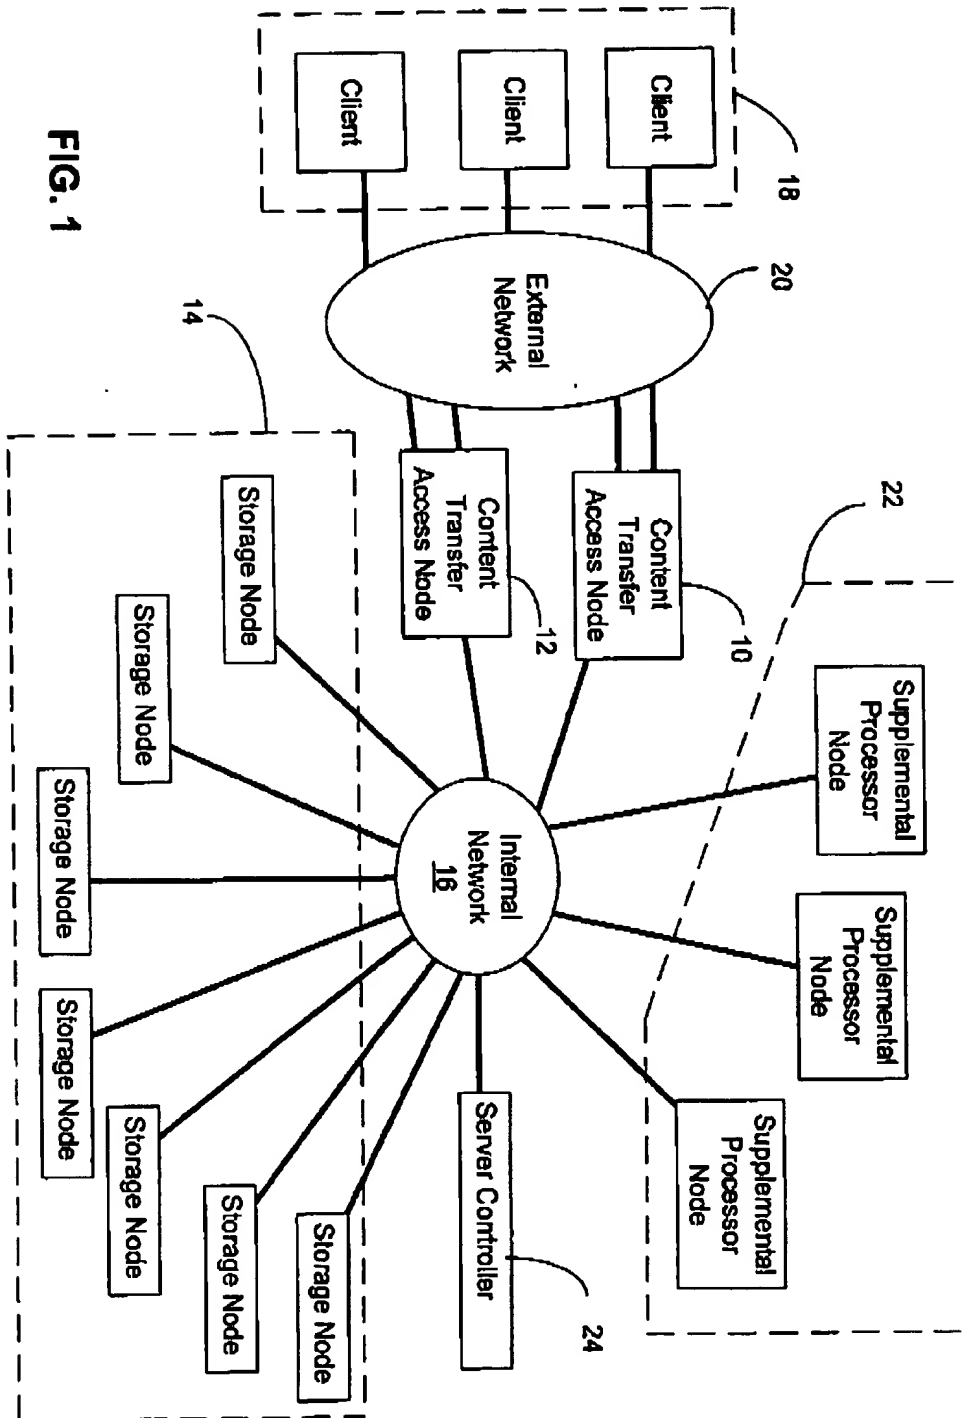 Client
Client
Client
18
External
Network
20
Content
Transfer
Access Node
10
Content
Transfer
Access Node
12
22
Supplemental
Processor
Node
Supplemental
Processor
Node
Supplemental
Processor
Node
Internal
Network
16
Server Controller
24
14
Storage Node
Storage Node
Storage Node
Storage Node
Storage Node
Storage Node
Storage Node
FIG. 1